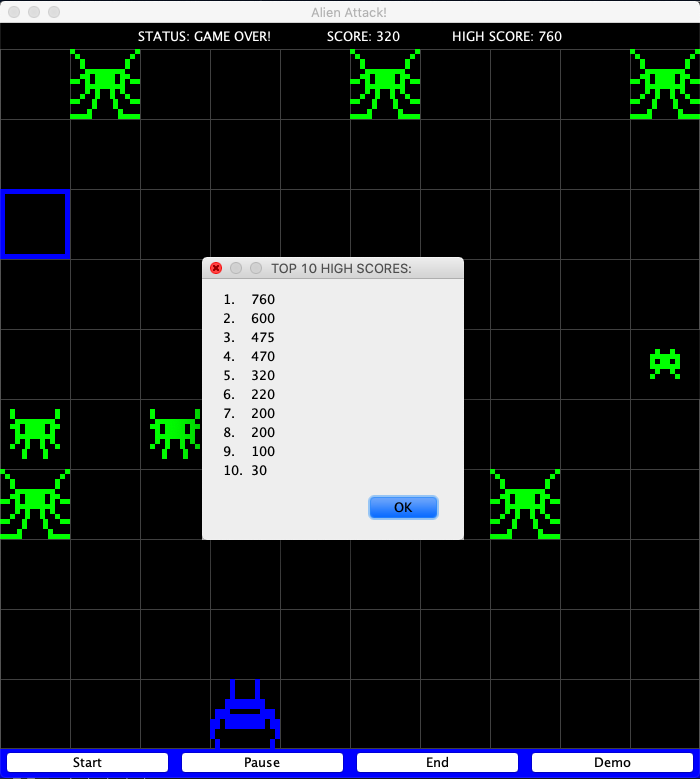 Alien Attack!
STATUS: GAME OVER! SCORE: 320 HIGH SCORE: 760
TOP 10 HIGH SCORES:
1. 760
2. 600
3. 475
4. 470
5. 320
6. 220
7. 200
8. 200
9. 100
10. 30
OK
Start Pause End Demo